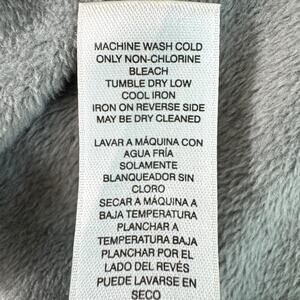 MACHINE WASH COLD
ONLY NON-CHLORINE
BLEACH
TUMBLE DRY LOW
COOL IRON
IRON ON REVERSE SIDE
MAY BE DRY CLEANED
LAVAR A MÁQUINA CON
AGUA FRÍA
SOLAMENTE
BLANQUEADOR SIN
CLORO
SECAR A MÁQUINA A
BAJA TEMPERATURA
PLANCHAR A
TEMPERATURA BAJA
PLANCHAR POR EL
LADO DEL REVÉS
PUEDE LAVARSE EN
SECO